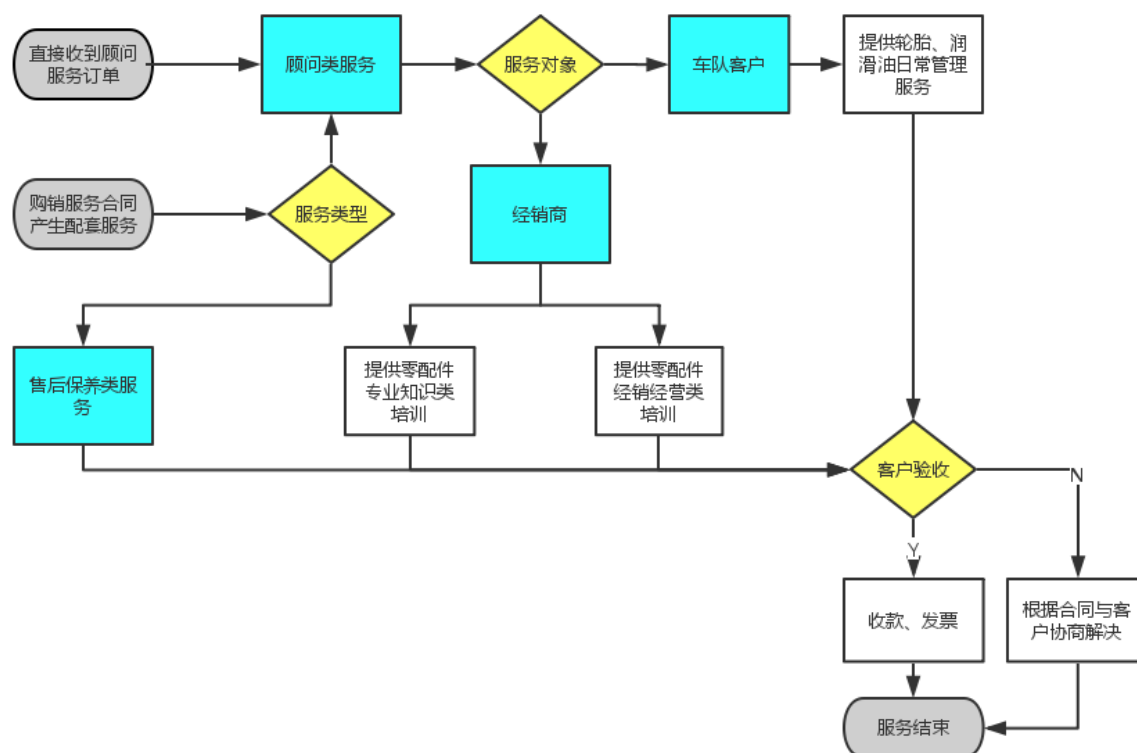 直接收到顾问
服务订单
顾问类服务
服务对象
车队客户
提供轮胎、润
滑油日常管理
服务
购销服务合同
产生配套服务
服务类型
经销商
售后保养类服
务
提供零配件
专业知识类
培训
提供零配件
经销经营类
培训
客户验收
N
Y
收款、发票
根据合同与客
户协商解决
服务结束